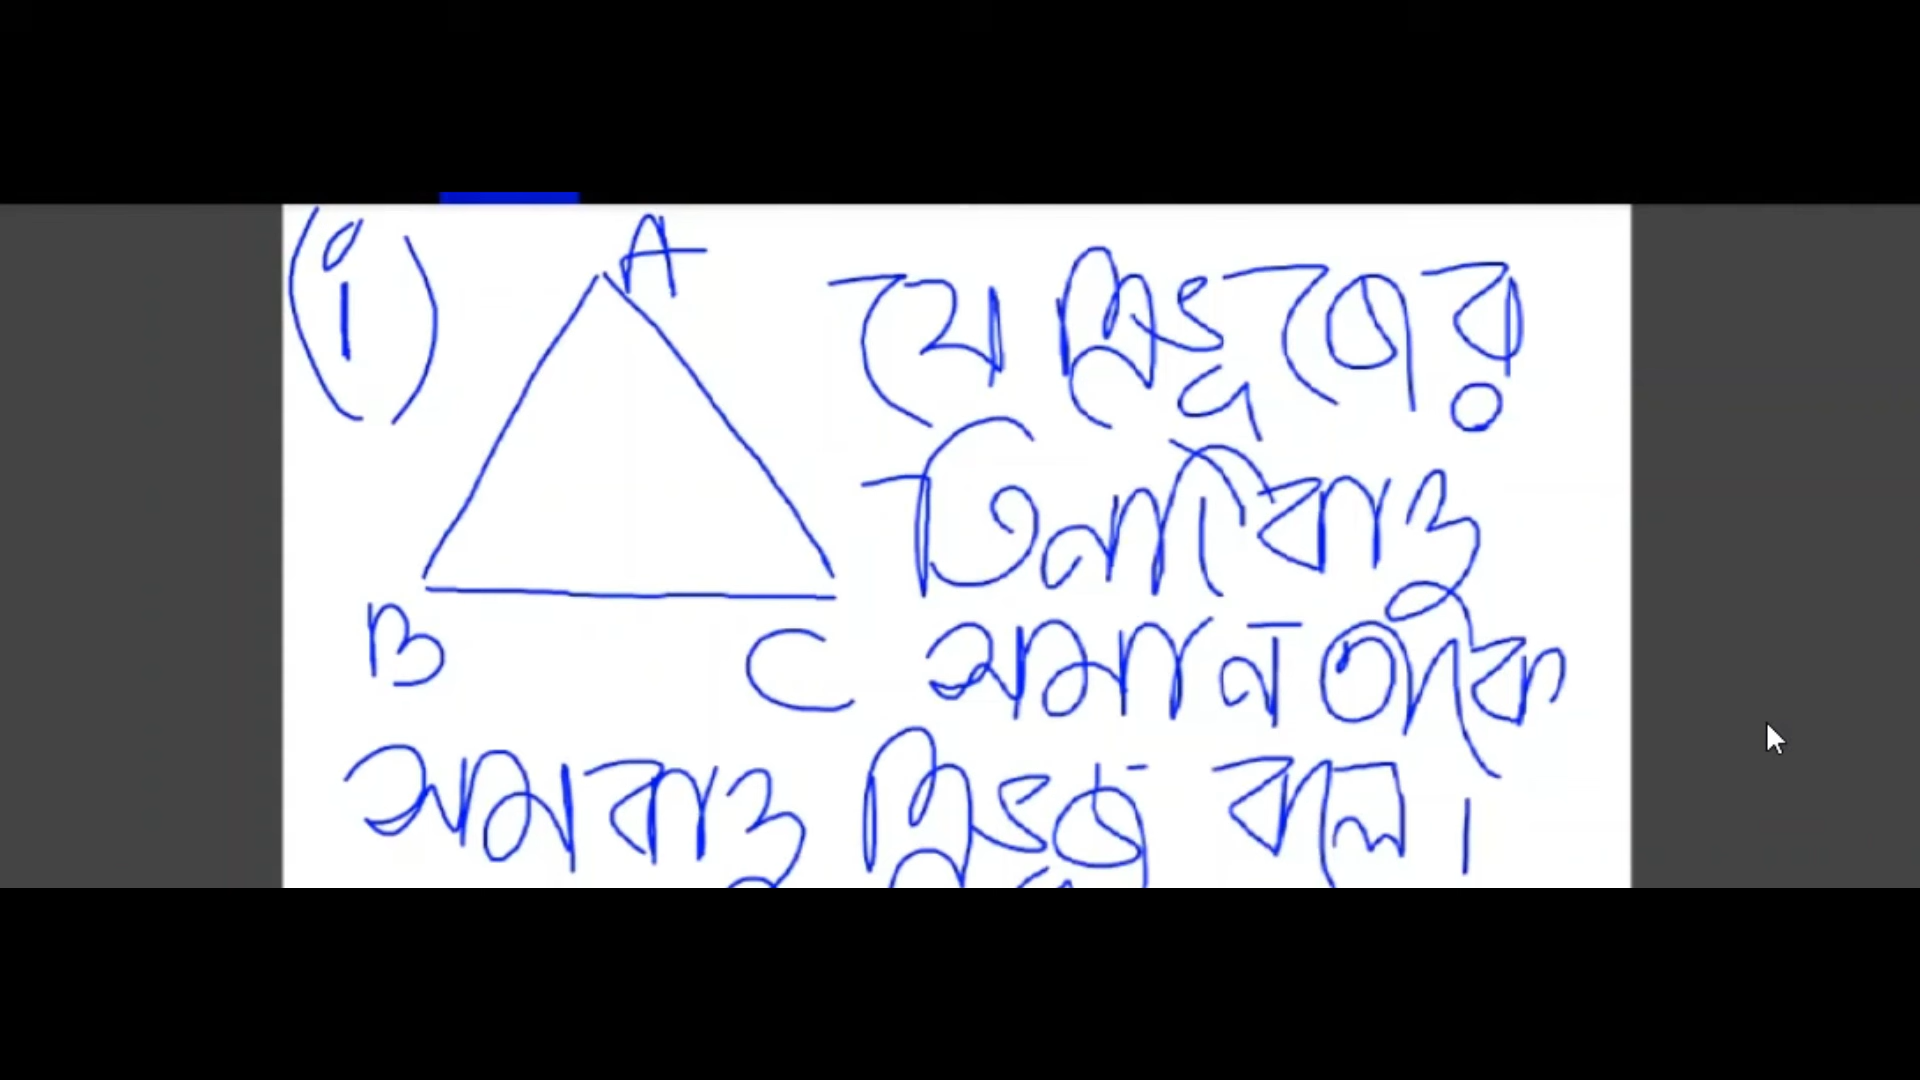 (i)
A
যে ত্রিভুজের
তিনটি বাহু
B
C
সমান তাকে
সমবাহু ত্রিভুজ বলে।